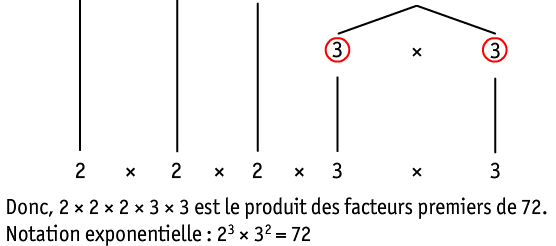 3 × 3
2 × 2 × 2 × 3 × 3
Donc, 2 × 2 × 2 × 3 × 3 est le produit des facteurs premiers de 72.
Notation exponentielle : 2³ × 3² = 72